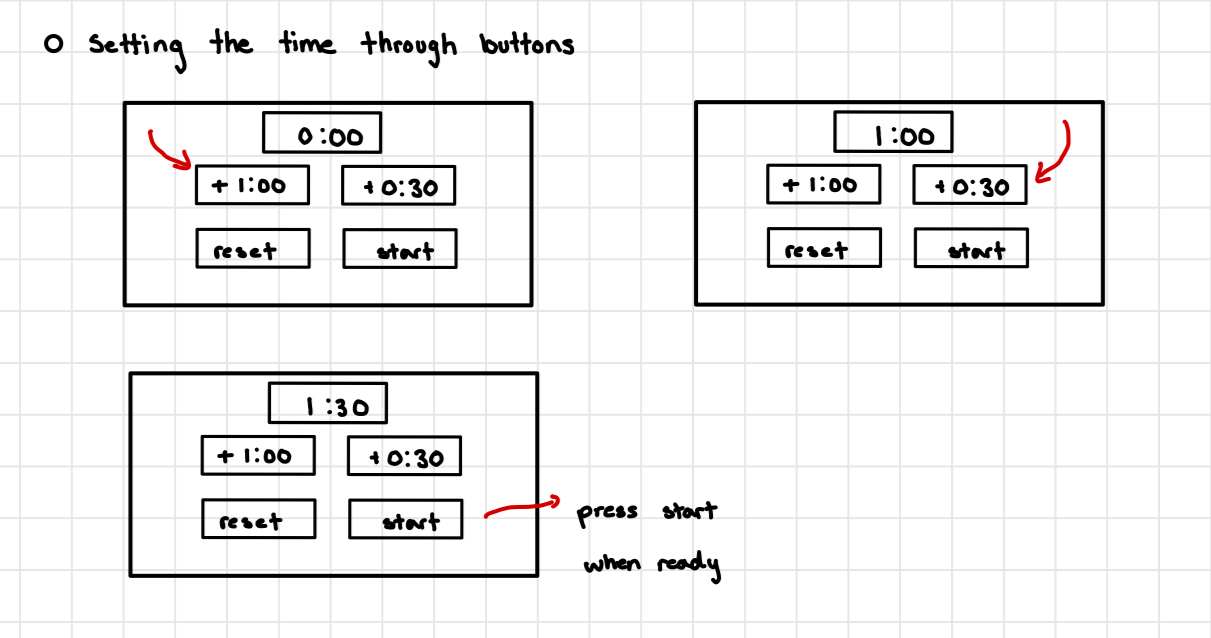 ○ Setting the time through buttons
0:00
+ 1:00 + 0:30
reset start
1:00
+ 1:00 + 0:30
reset start
1:30
+ 1:00 + 0:30
reset start
press start
when ready